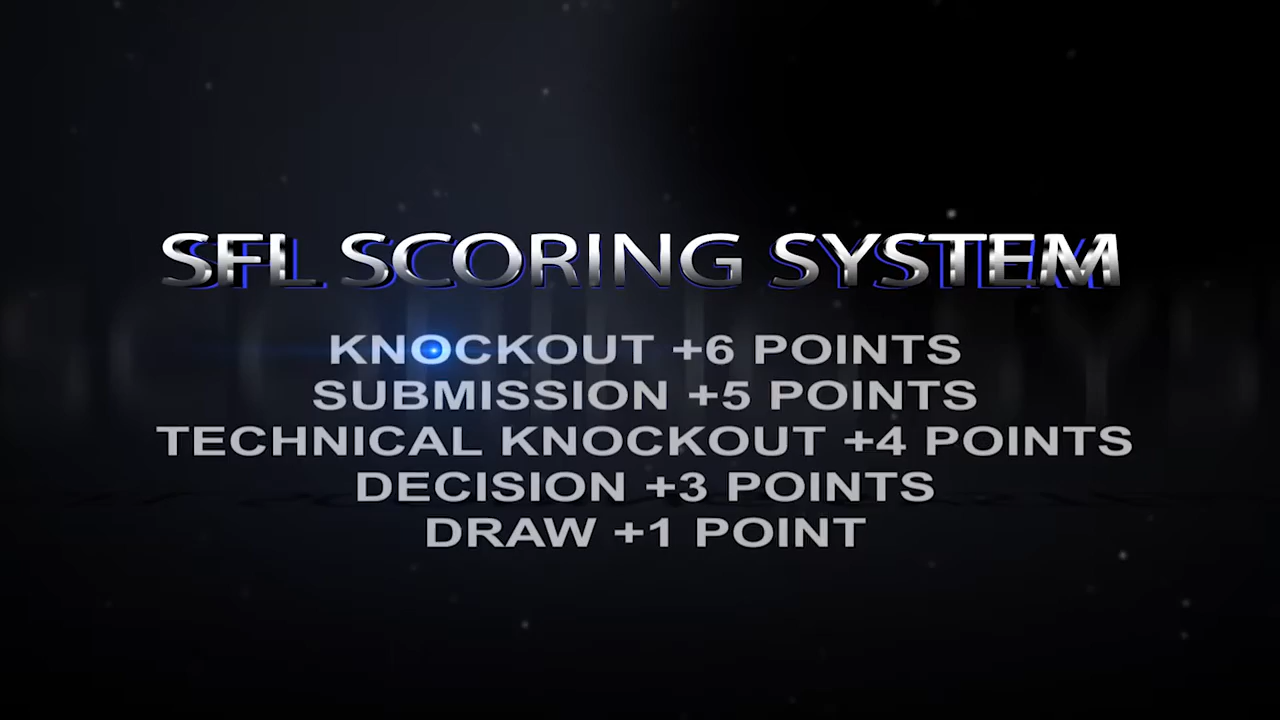 SFL SCORING SYSTEM
KNOCKOUT +6 POINTS
SUBMISSION +5 POINTS
TECHNICAL KNOCKOUT +4 POINTS
DECISION +3 POINTS
DRAW +1 POINT